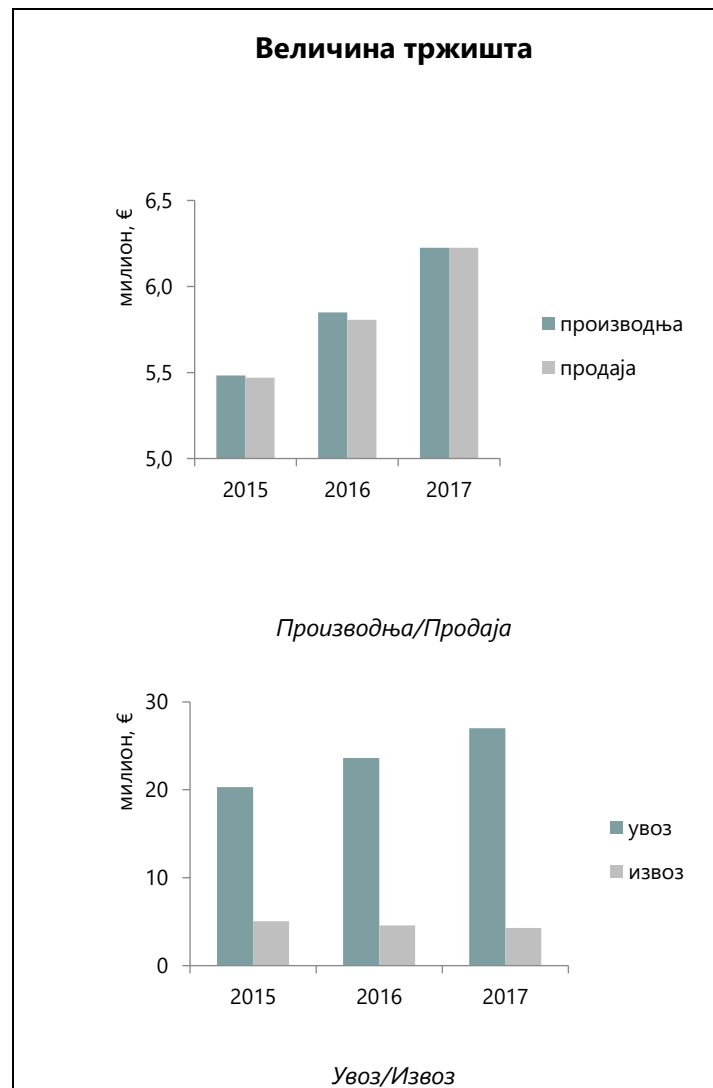 Величина тржишта
милион, €
6,5
6,0
5,5
5,0
2015 2016 2017
производња
продаја
Производња/Продаја
милион, €
30
20
10
0
2015 2016 2017
увоз
извоз
Увоз/Извоз